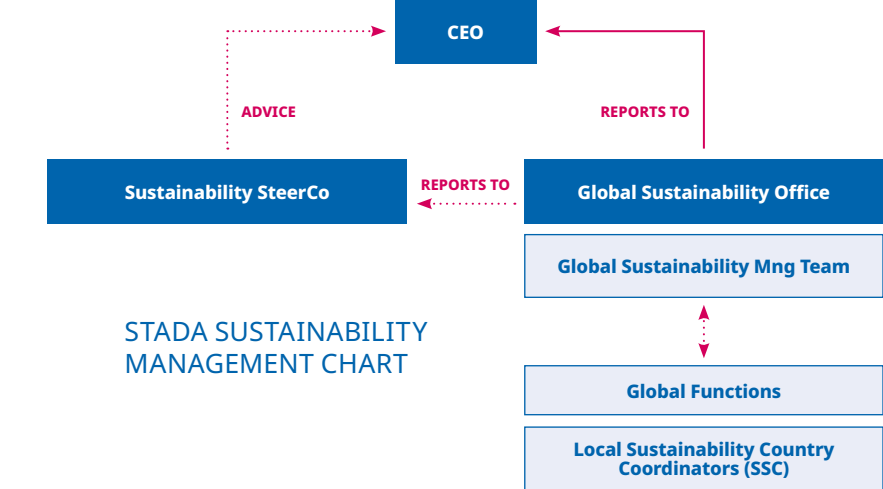 CEO
ADVICE
REPORTS TO
Sustainability SteerCo
REPORTS TO
Global Sustainability Office
Global Sustainability Mng Team
STADA SUSTAINABILITY
MANAGEMENT CHART
Global Functions
Local Sustainability Country
Coordinators (SSC)